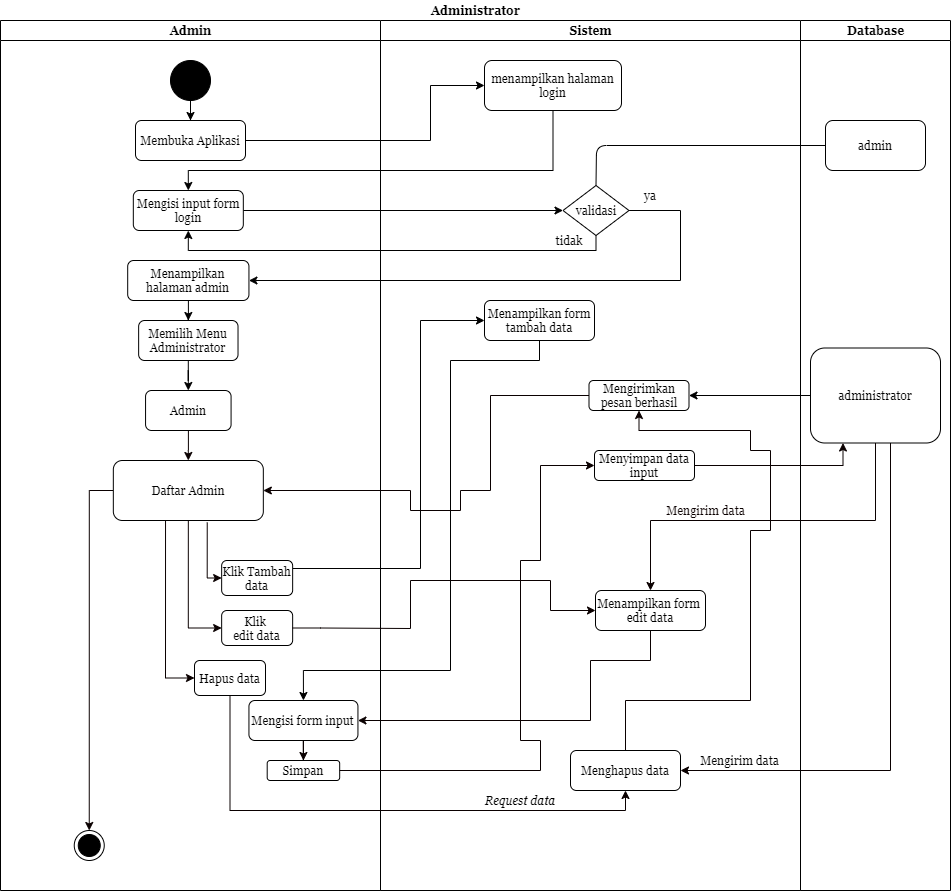 Administrator
Admin
Sistem
Database
menampilkan halaman
login
Membuka Aplikasi
admin
Mengisi input form
login
validasi
ya
tidak
Menampilkan
halaman admin
Menampilkan form
tambah data
Memilih Menu
Administrator
Mengirimkan
pesan berhasil
administrator
Admin
Menyimpan data
input
Daftar Admin
Mengirim data
Klik Tambah
data
Menampilkan form
edit data
Klik
edit data
Hapus data
Mengisi form input
Simpan
Menghapus data
Mengirim data
Request data